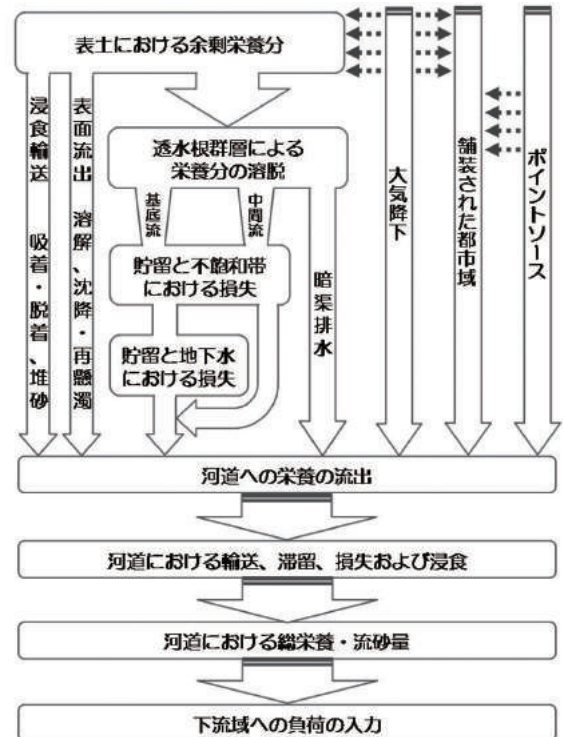 表土における余剰栄養分
浸食輸送　吸着・脱着、堆砂
表面流出　溶解、沈降・再懸濁
透水根群層による
栄養分の溶脱
基底流
中間流
貯留と不飽和帯
における損失
貯留と地下水
における損失
暗渠排水
大気降下
舗装された都市域
ポイントソース
河道への栄養の流出
河道における輸送、滞留、損失および浸食
河道における総栄養・流砂量
下流域への負荷の入力